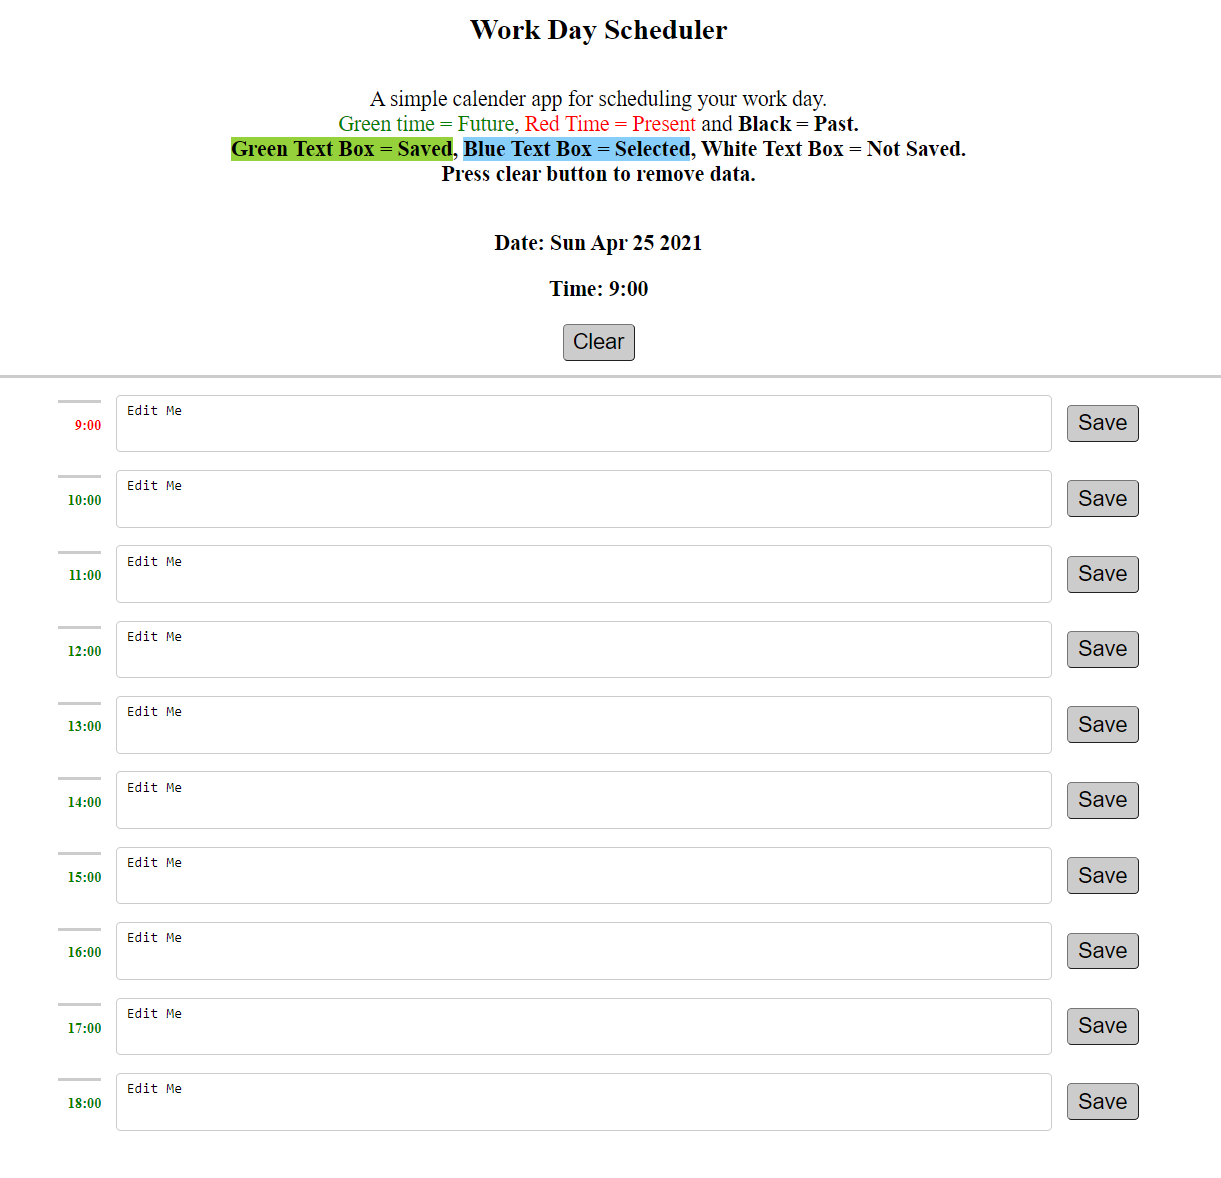 Work Day Scheduler
A simple calender app for scheduling your work day.
Green time = Future, Red Time = Present and Black = Past.
Green Text Box = Saved, Blue Text Box = Selected, White Text Box = Not Saved.
Press clear button to remove data.
Date: Sun Apr 25 2021
Time: 9:00
Clear
9:00 Edit Me Save
10:00 Edit Me Save
11:00 Edit Me Save
12:00 Edit Me Save
13:00 Edit Me Save
14:00 Edit Me Save
15:00 Edit Me Save
16:00 Edit Me Save
17:00 Edit Me Save
18:00 Edit Me Save